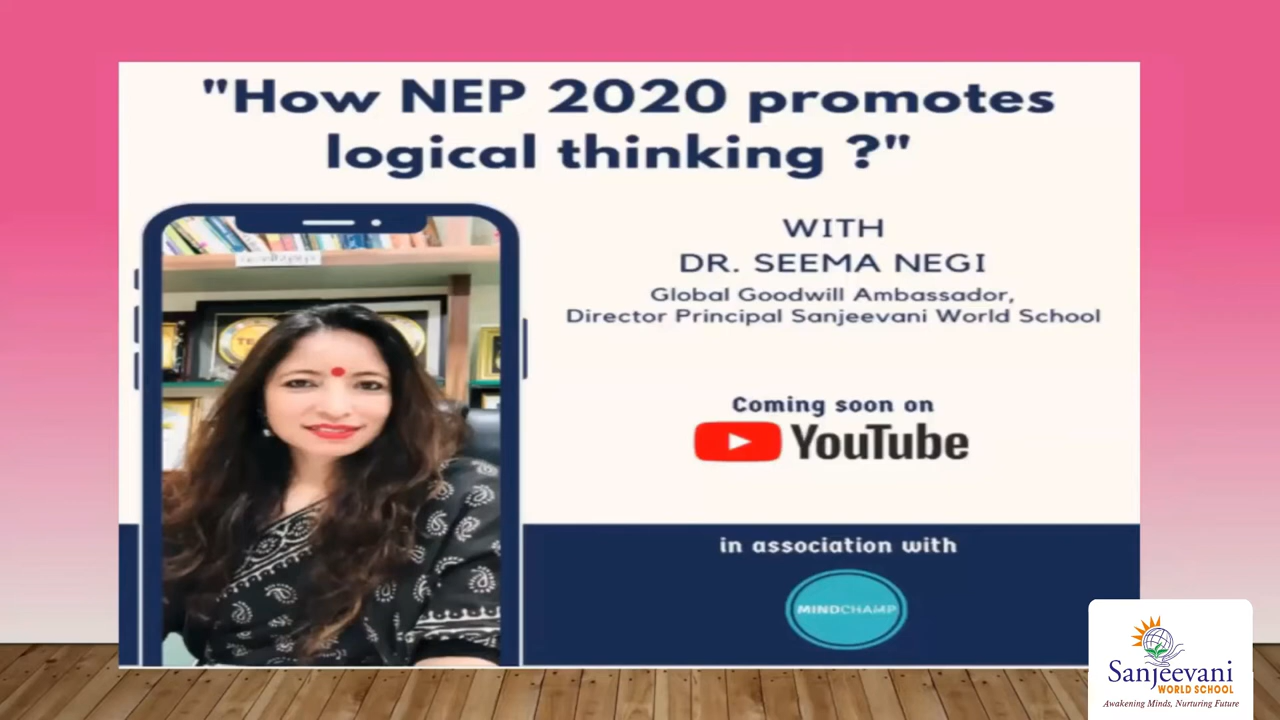 "How NEP 2020 promotes
logical thinking ?"
WITH
DR. SEEMA NEGI
Global Goodwill Ambassador,
Director Principal Sanjeevani World School
Coming soon on
YouTube
in association with
MINDCHAMP
Sanjeevani
WORLD SCHOOL
Awakening Minds, Nurturing Future